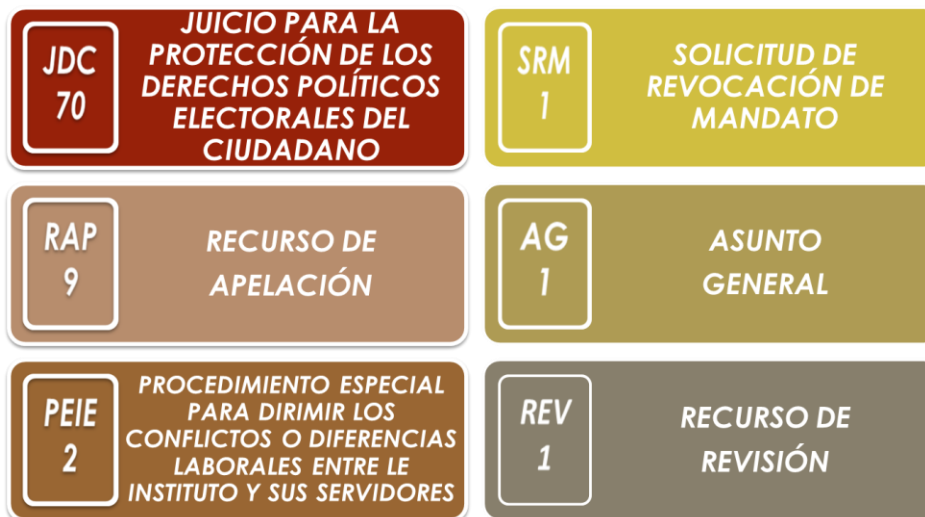 JDC
70
JUICIO PARA LA
PROTECCIÓN DE LOS
DERECHOS POLÍTICOS
ELECTORALES DEL
CIUDADANO
SRM
1
SOLICITUD DE
REVOCACIÓN DE
MANDATO
RAP
9
RECURSO DE
APELACIÓN
AG
1
ASUNTO
GENERAL
PEIE
2
PROCEDIMIENTO ESPECIAL
PARA DIRIMIR LOS
CONFLICTOS O DIFERENCIAS
LABORALES ENTRE LE
INSTITUTO Y SUS SERVIDORES
REV
1
RECURSO DE
REVISIÓN